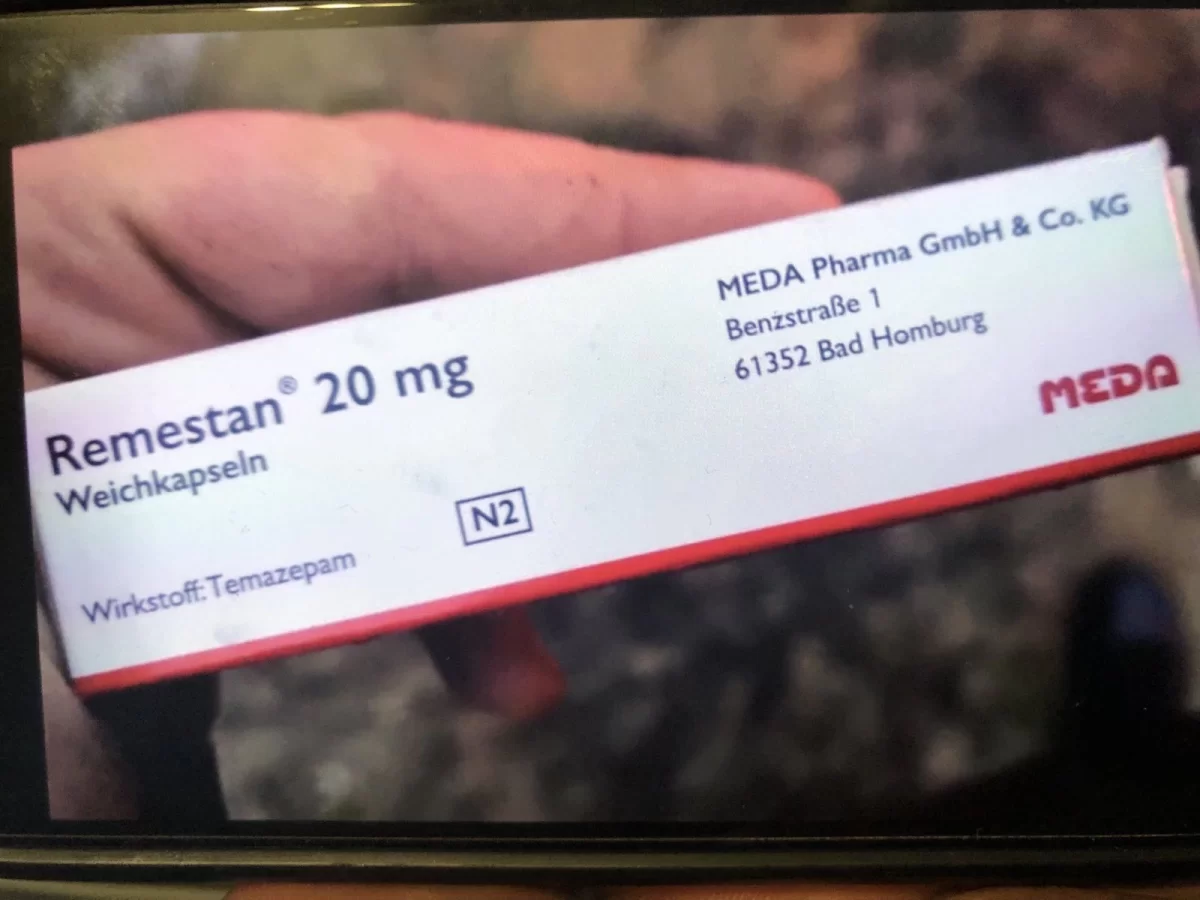 Remestan® 20 mg
Weichkapseln
Wirkstoff: Temazepam
N2
MEDA Pharma GmbH & Co. KG
Benzstraße 1
61352 Bad Homburg
MEDA